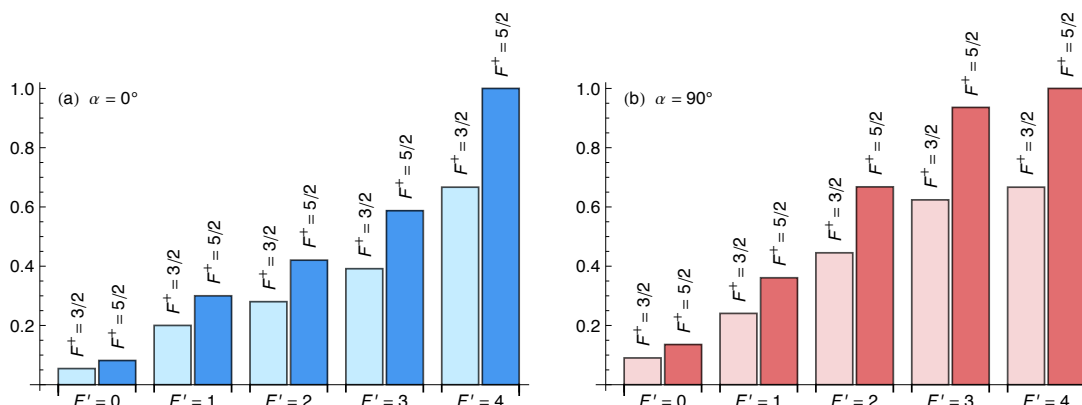 (a) α = 0°
1.0
0.8
0.6
0.4
0.2
F† = 3/2
F† = 5/2
F† = 3/2
F† = 5/2
F† = 3/2
F† = 5/2
F† = 3/2
F† = 5/2
F† = 3/2
F† = 5/2
F′ = 0 F′ = 1 F′ = 2 F′ = 3 F′ = 4
(b) α = 90°
1.0
0.8
0.6
0.4
0.2
F† = 3/2
F† = 5/2
F† = 3/2
F† = 5/2
F† = 3/2
F† = 5/2
F† = 3/2
F† = 5/2
F† = 3/2
F† = 5/2
F′ = 0 F′ = 1 F′ = 2 F′ = 3 F′ = 4